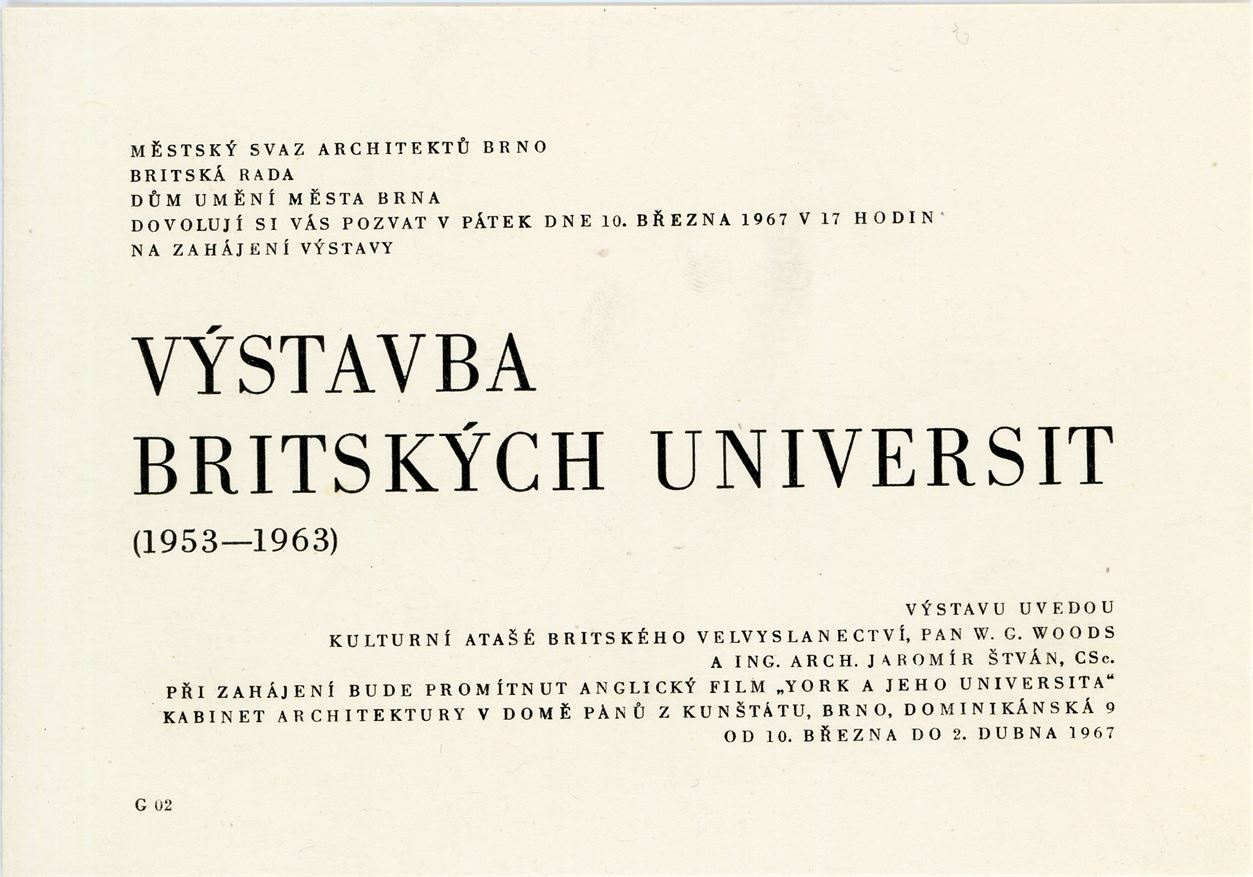 MĚSTSKÝ SVAZ ARCHITEKTŮ BRNO
BRITSKÁ RADA
DŮM UMĚNÍ MĚSTA BRNA
DOVOLUJÍ SI VÁS POZVAT V PÁTEK DNE 10. BŘEZNA 1967 V 17 HODIN
NA ZAHÁJENÍ VÝSTAVY
VÝSTAVBA
BRITSKÝCH UNIVERSIT
(1953—1963)
VÝSTAVU UVEDOU
KULTURNÍ ATAŠÉ BRITSKÉHO VELVYSLANECTVÍ, PAN W. G. WOODS
A ING. ARCH. JAROMÍR ŠTVÁN, CSc.
PŘI ZAHÁJENÍ BUDE PROMÍTNUT ANGLICKÝ FILM „YORK A JEHO UNIVERSITA“
KABINET ARCHITEKTURY V DOMĚ PÁNŮ Z KUNŠTÁTU, BRNO, DOMINIKÁNSKÁ 9
OD 10. BŘEZNA DO 2. DUBNA 1967
G 02